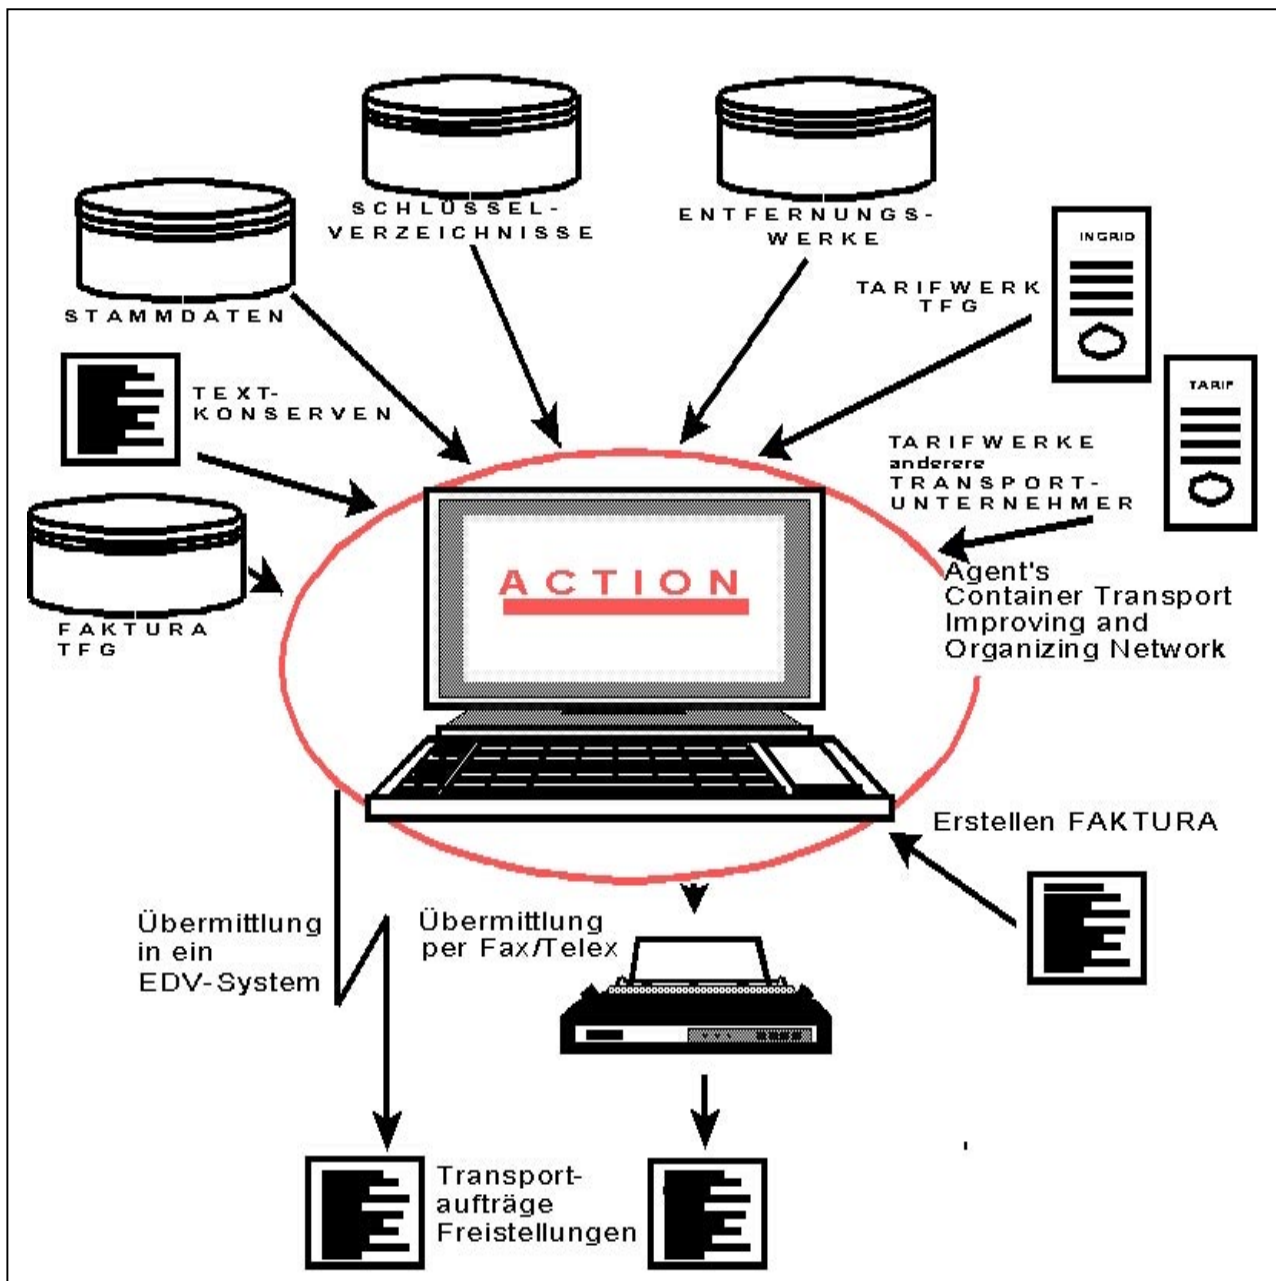 SCHLÜSSEL-
VERZEICHNISSE
ENTFERNUNGS-
WERKE
STAMMDATEN
INGRID
TARIFWERK
TFG
TEXT-
KONSERVEN
TARIF
TARIFWERKE
anderere
TRANSPORT-
UNTERNEHMER
FAKTURA
TFG
ACTION
Agent's
Container Transport
Improving and
Organizing Network
Erstellen FAKTURA
Übermittlung
in ein
EDV-System
Übermittlung
per Fax/Telex
Transport-
aufträge
Freistellungen